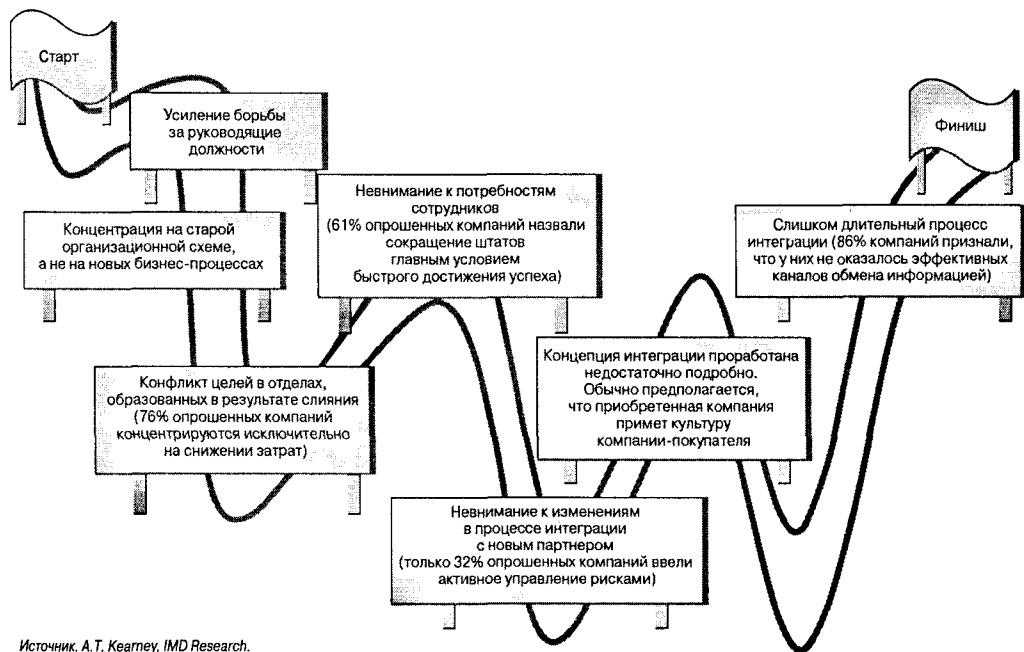 Старт
Усиление борьбы
за руководящие
должности
Концентрация на старой
организационной схеме,
а не на новых бизнес-процессах
Конфликт целей в отделах,
образованных в результате слияния
(76% опрошенных компаний
концентрируются исключительно
на снижении затрат)
Невнимание к потребностям
сотрудников
(61% опрошенных компаний назвали
сокращение штатов
главным условием
быстрого достижения успеха)
Невнимание к изменениям
в процессе интеграции
с новым партнером
(только 32% опрошенных компаний ввели
активное управление рисками)
Концепция интеграции проработана
недостаточно подробно.
Обычно предполагается,
что приобретенная компания
примет культуру
компании-покупателя
Слишком длительный процесс
интеграции (86% компаний признали,
что у них не оказалось эффективных
каналов обмена информацией)
Финиш
Источник. A.T. Kearney, IMD Research.